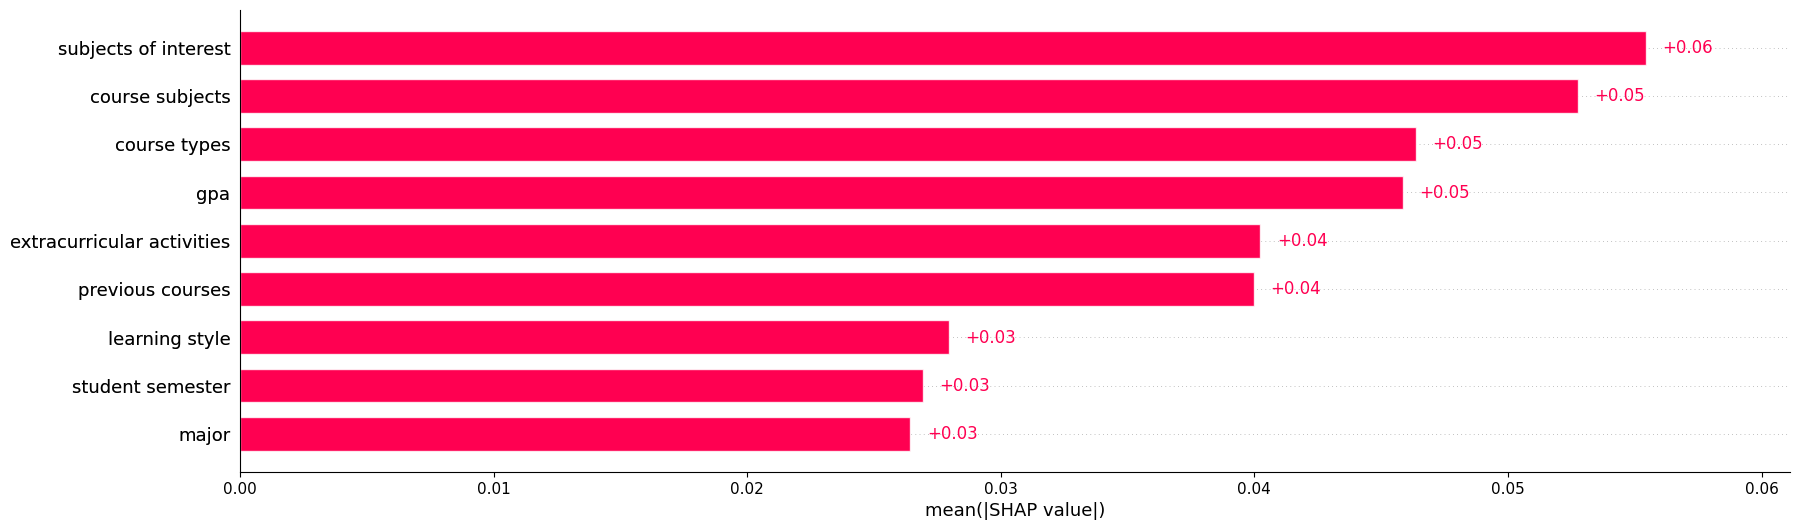 subjects of interest +0.06
course subjects +0.05
course types +0.05
gpa +0.05
extracurricular activities +0.04
previous courses +0.04
learning style +0.03
student semester +0.03
major +0.03
0.00 0.01 0.02 0.03 0.04 0.05 0.06
mean(|SHAP value|)